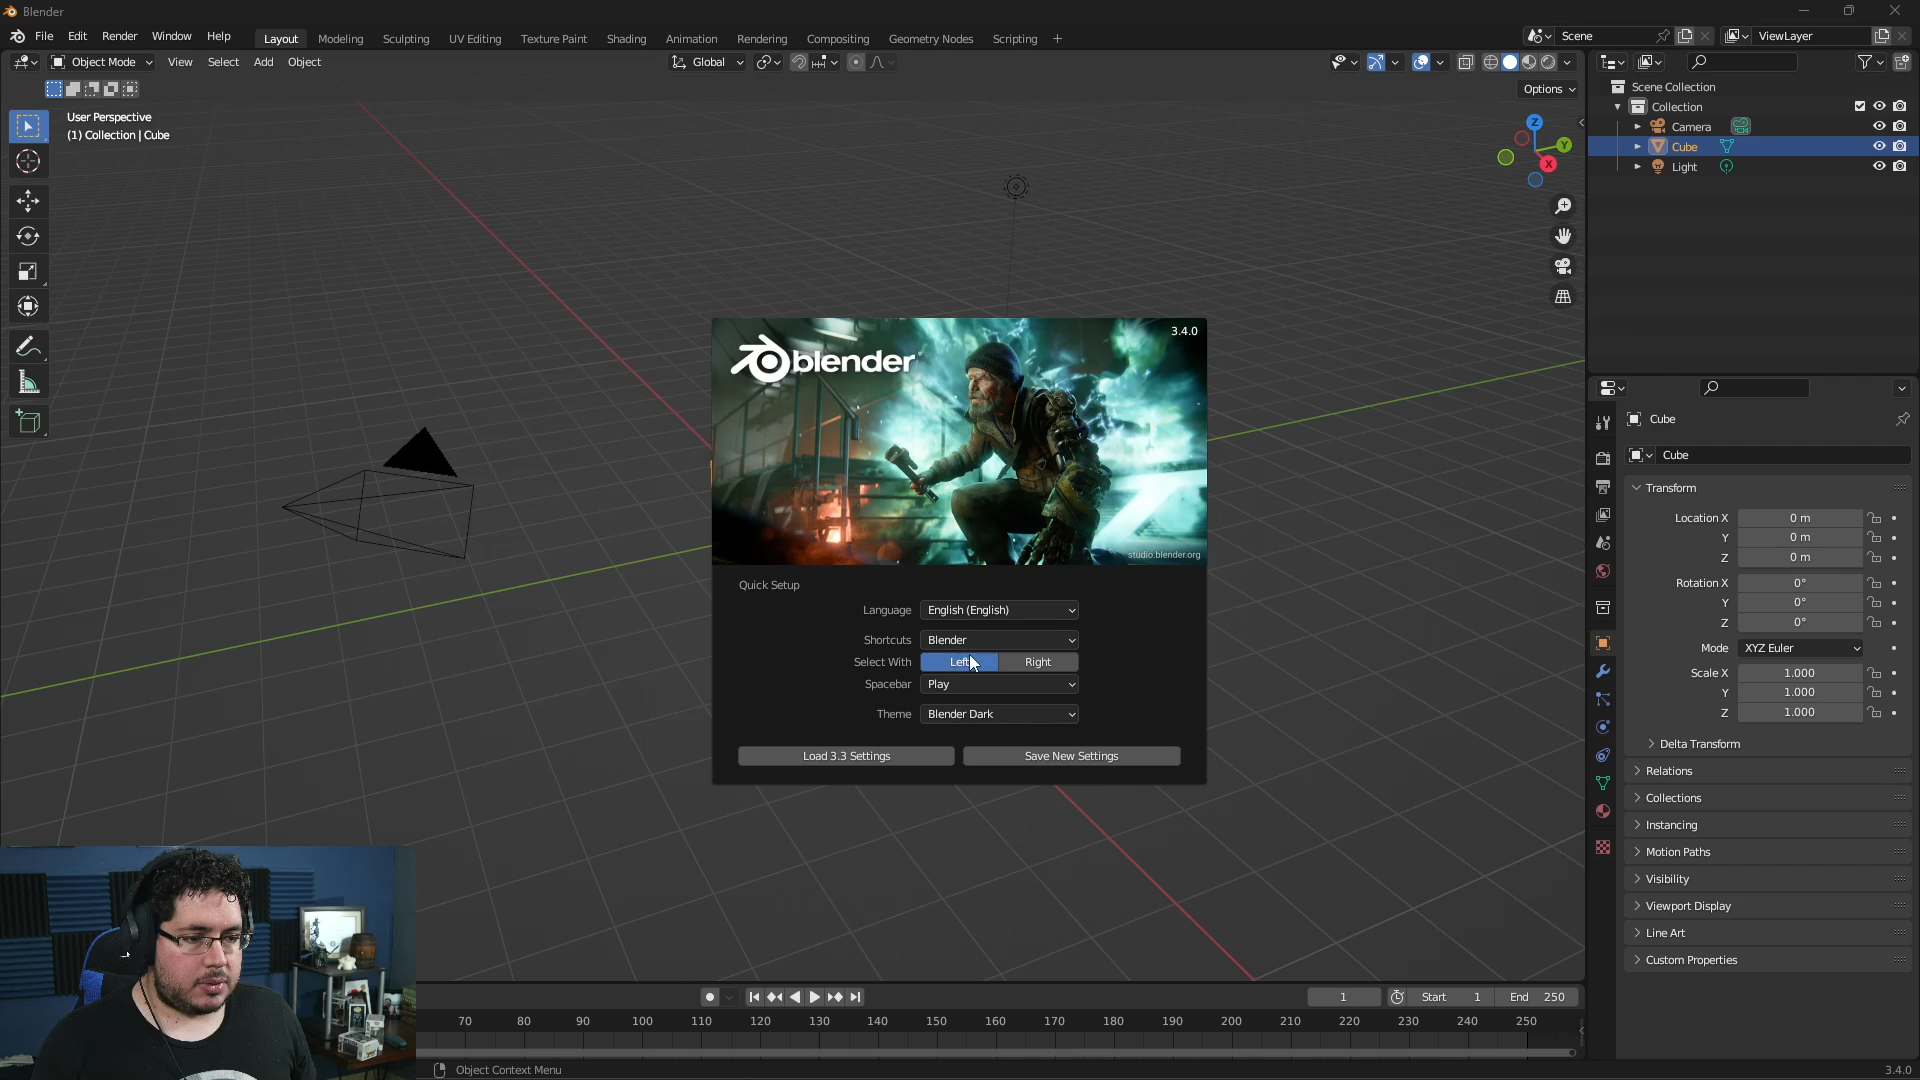 Blender
File Edit Render Window Help
Layout Modeling Sculpting UV Editing Texture Paint Shading Animation Rendering Compositing Geometry Nodes Scripting +
Scene
ViewLayer
Object Mode View Select Add Object
Global
Options
User Perspective
(1) Collection | Cube
Z
Y
X
Scene Collection
Collection
Camera
Cube
Light
blender
3.4.0
studio.blender.org
Quick Setup
Language English (English)
Shortcuts Blender
Select With Left Right
Spacebar Play
Theme Blender Dark
Load 3.3 Settings Save New Settings
Cube
Cube
Transform
Location X 0 m
Y 0 m
Z 0 m
Rotation X 0°
Y 0°
Z 0°
Mode XYZ Euler
Scale X 1.000
Y 1.000
Z 1.000
Delta Transform
Relations
Collections
Instancing
Motion Paths
Visibility
Viewport Display
Line Art
Custom Properties
1 Start 1 End 250
70 80 90 100 110 120 130 140 150 160 170 180 190 200 210 220 230 240 250
Object Context Menu
3.4.0